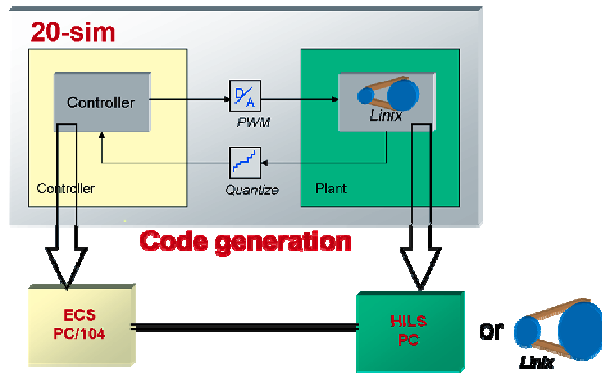 20-sim
Controller
D/A
PWM
Linix
Quantize
Controller
Plant
Code generation
ECS
PC/104
HILS
PC
or
Linix